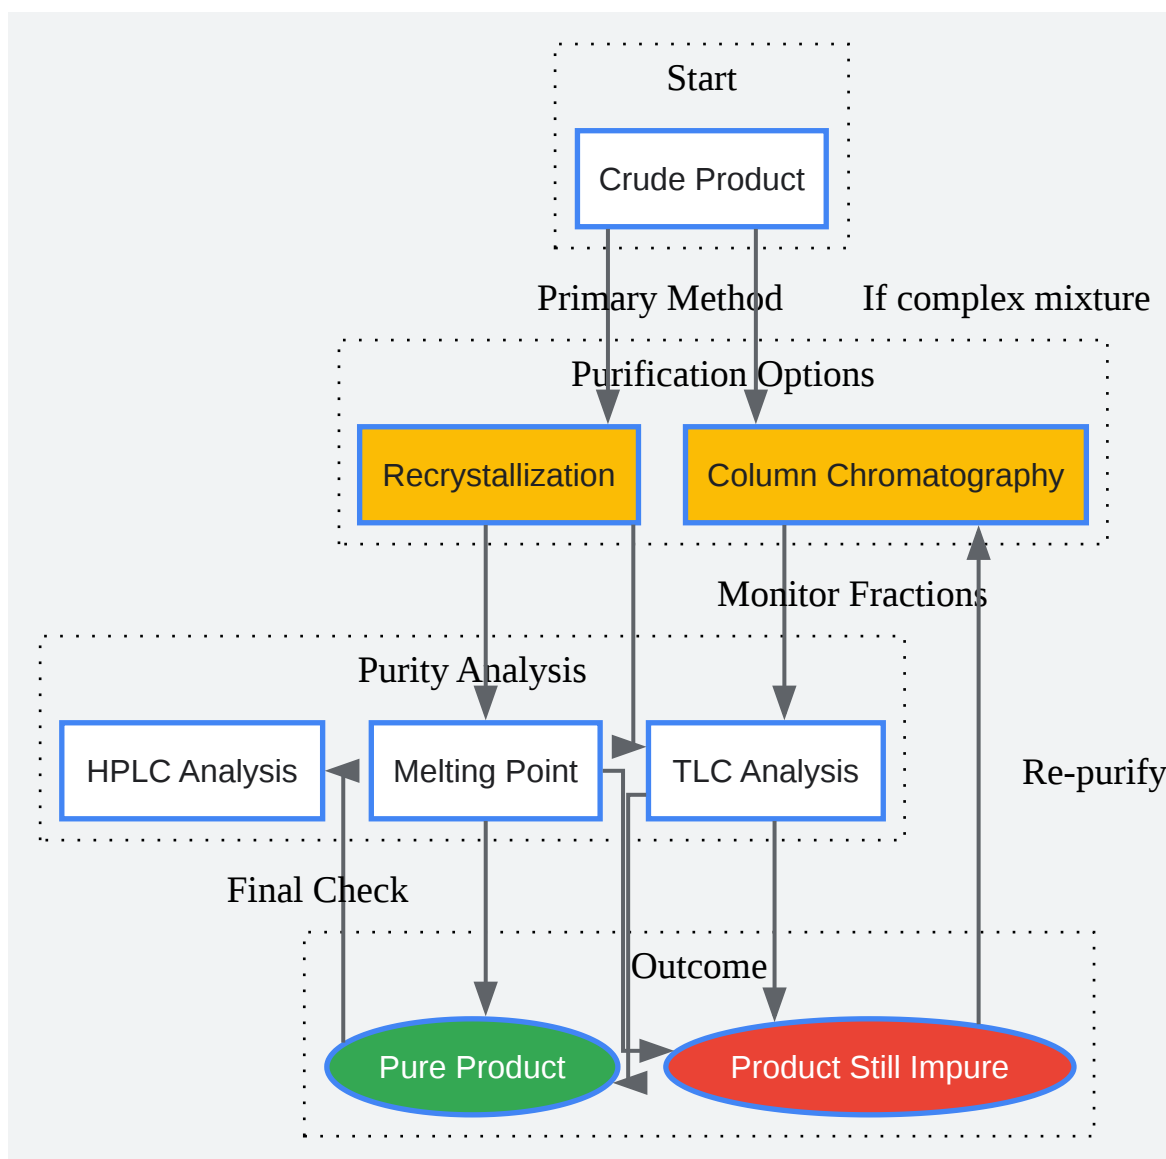 Start
Crude Product
Primary Method
If complex mixture
Purification Options
Recrystallization
Column Chromatography
Monitor Fractions
Purity Analysis
HPLC Analysis
Melting Point
TLC Analysis
Re-purify
Final Check
Outcome
Pure Product
Product Still Impure